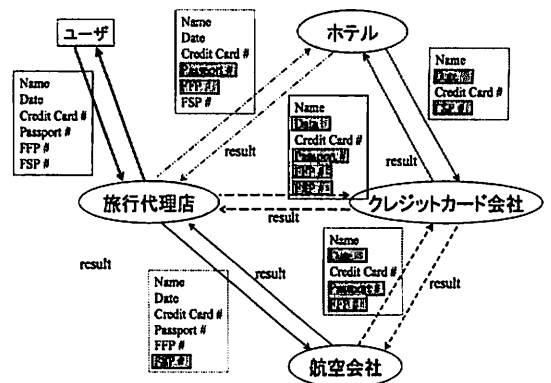 ユーザ
Name
Date
Credit Card #
Passport #
FFP #
FSP #
Name
Date
Credit Card #
Passport #
FFP #
FSP #
ホテル
Name
Credit Card #
FSP #
Name
Credit Card #
Passport #
FFP #
FSP #
result
result
旅行代理店
result
クレジットカード会社
result
result
result
Name
Date
Credit Card #
Passport #
FFP #
FSP #
Name
Credit Card #
Passport #
FFP #
result
航空会社